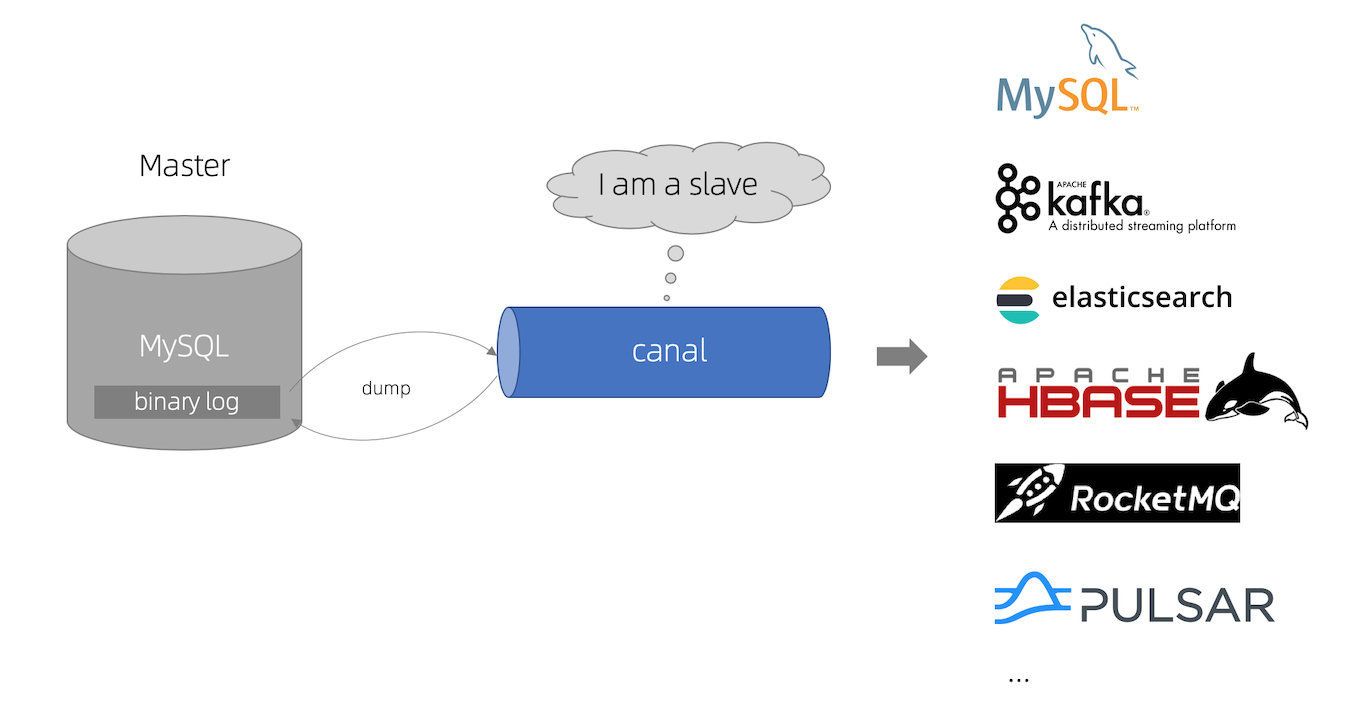 Master
MySQL
binary log
dump
I am a slave
canal
MySQL™
APACHE
kafka®
A distributed streaming platform
elasticsearch
APACHE
HBASE
RocketMQ
PULSAR
...